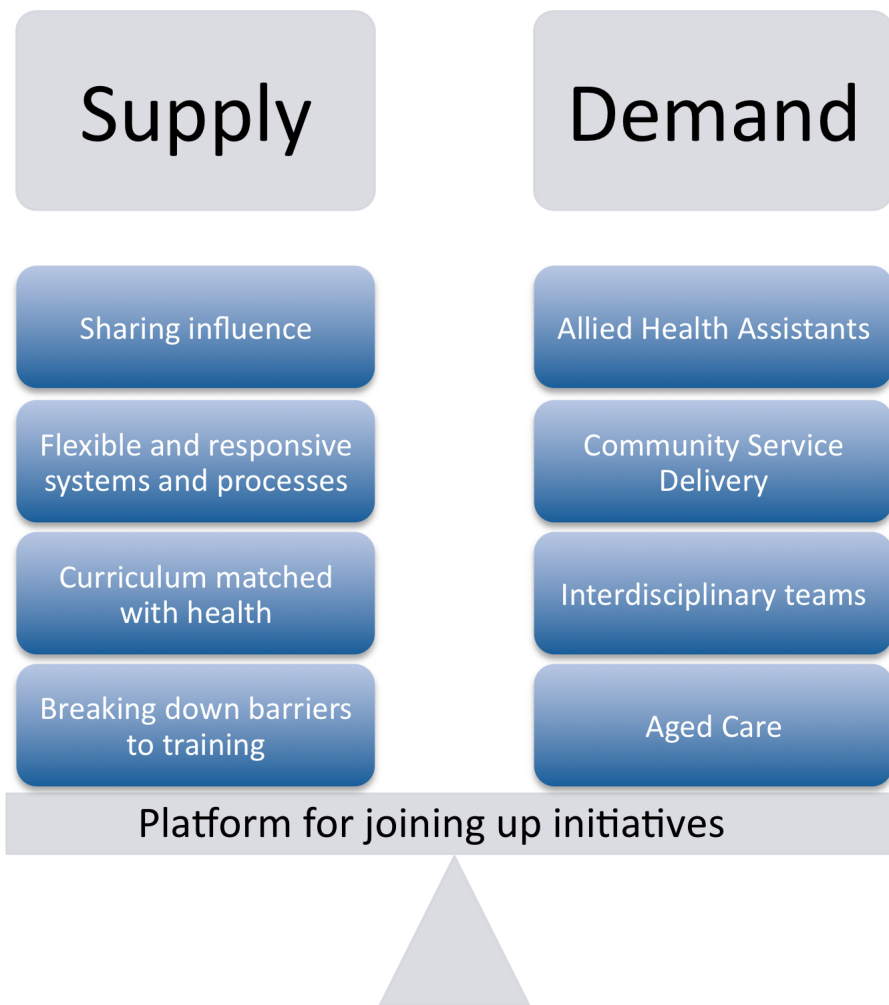 Supply
Demand
Sharing influence
Flexible and responsive
systems and processes
Curriculum matched
with health
Breaking down barriers
to training
Allied Health Assistants
Community Service
Delivery
Interdisciplinary teams
Aged Care
Platform for joining up initiatives